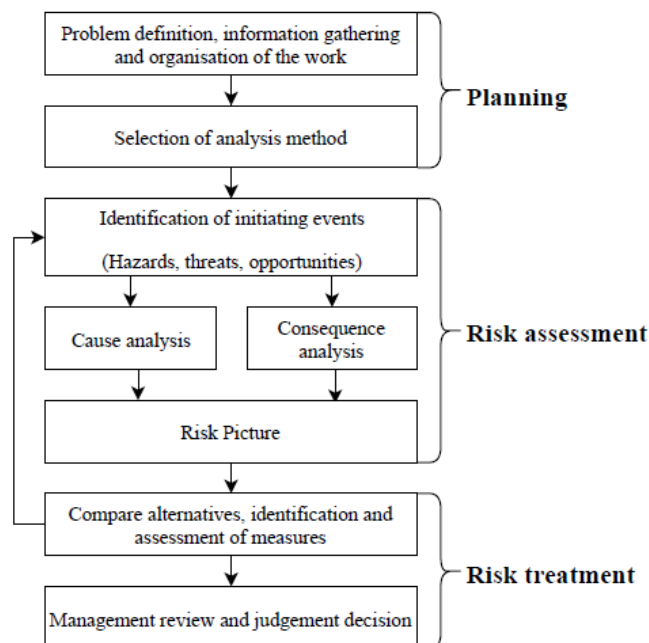 Problem definition, information gathering
and organisation of the work
Planning
Selection of analysis method
Identification of initiating events
(Hazards, threats, opportunities)
Cause analysis
Consequence
analysis
Risk assessment
Risk Picture
Compare alternatives, identification and
assessment of measures
Risk treatment
Management review and judgement decision